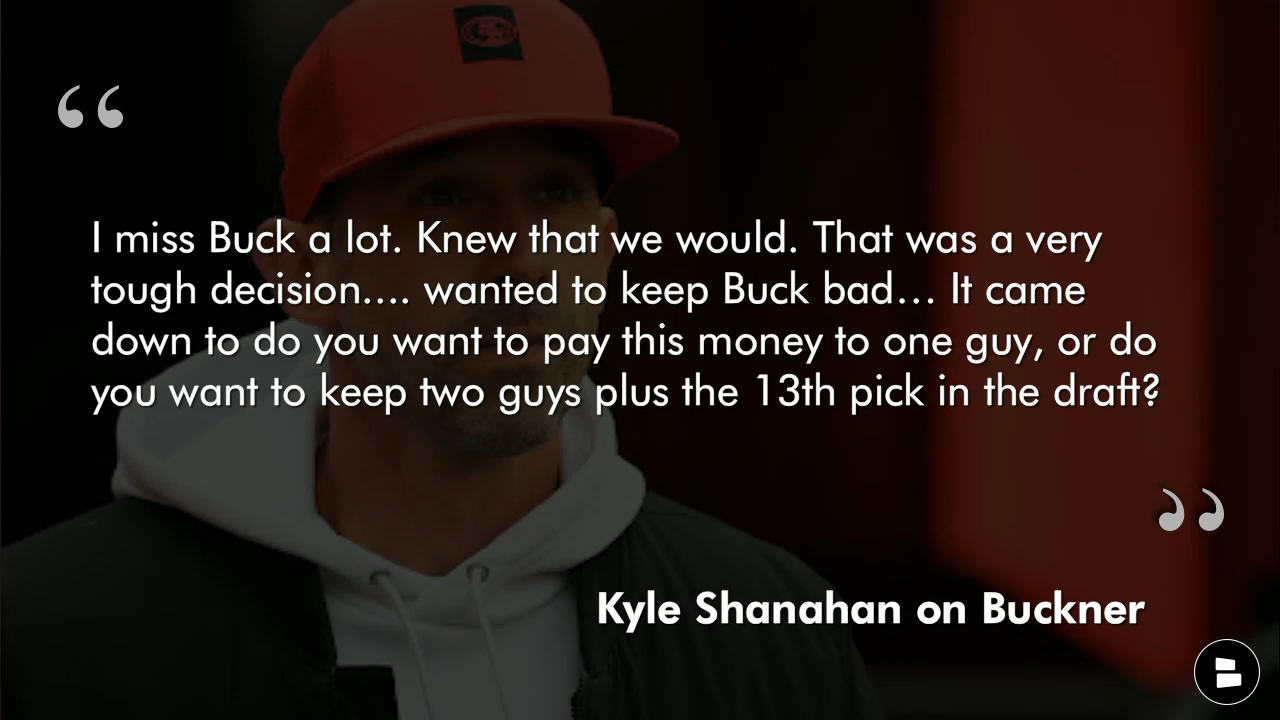 “
I miss Buck a lot. Knew that we would. That was a very
tough decision.... wanted to keep Buck bad... It came
down to do you want to pay this money to one guy, or do
you want to keep two guys plus the 13th pick in the draft?
”
Kyle Shanahan on Buckner